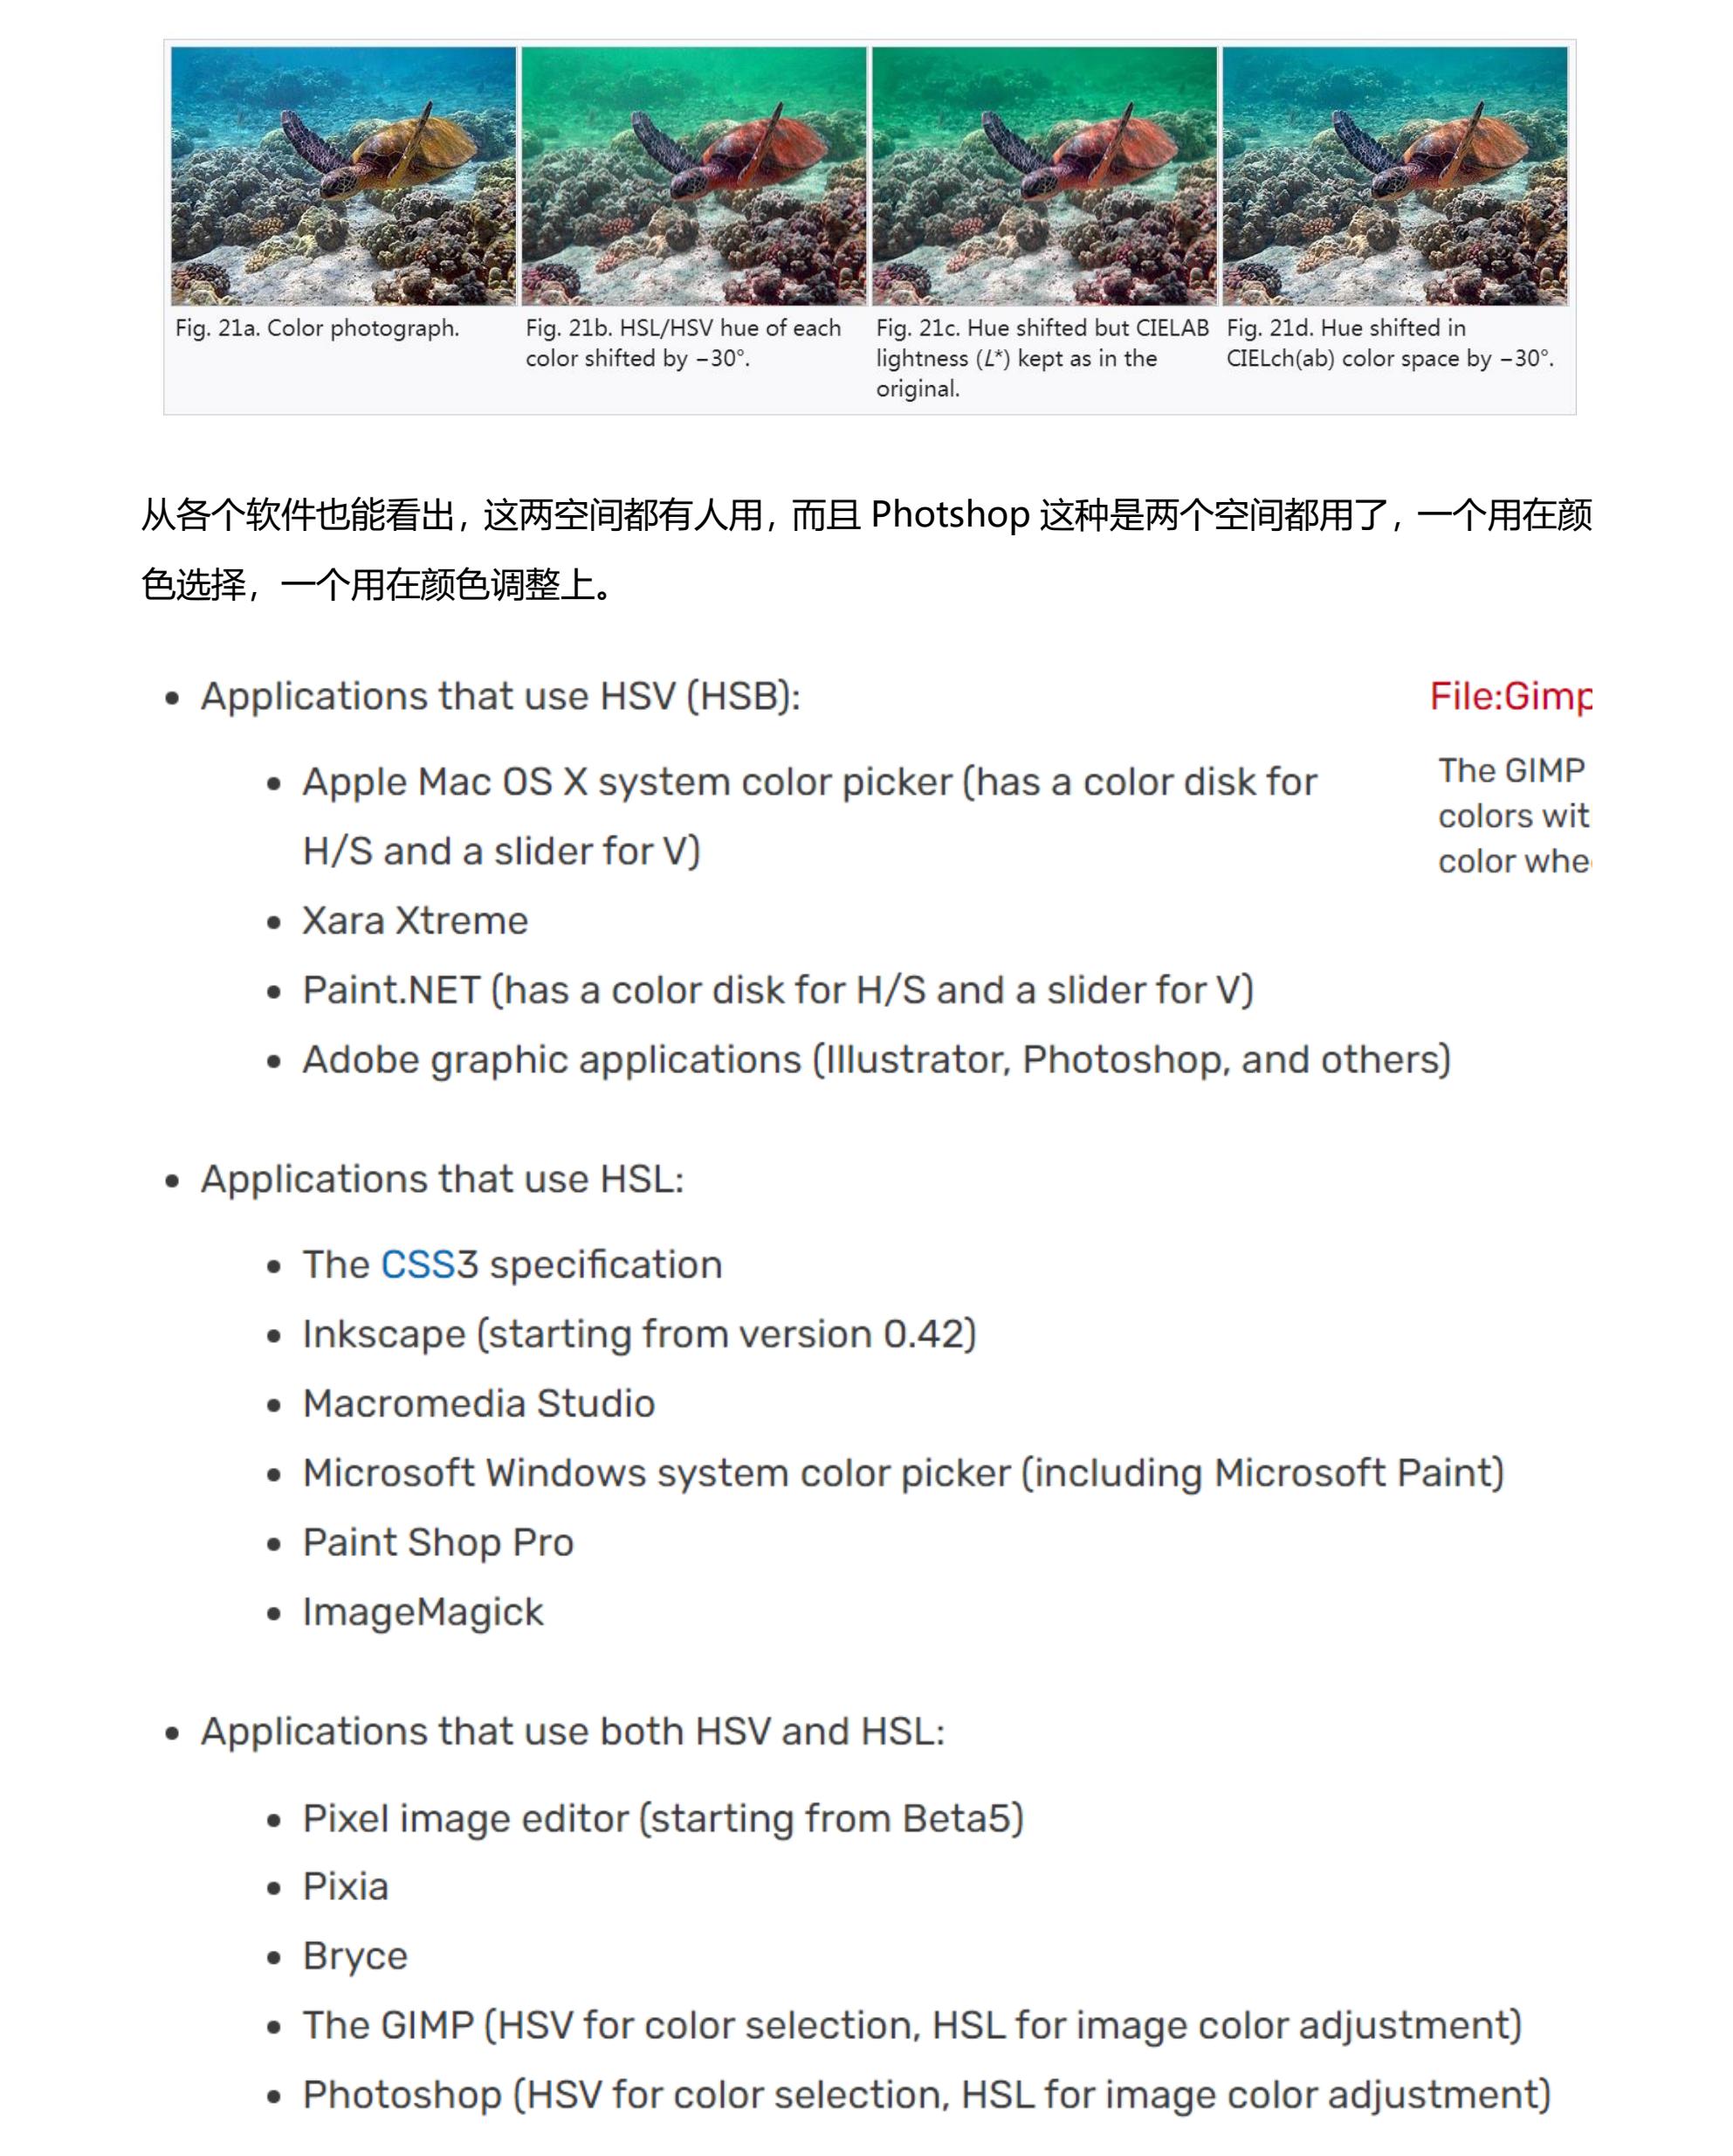 Fig. 21a. Color photograph.
Fig. 21b. HSL/HSV hue of each
color shifted by −30°.
Fig. 21c. Hue shifted but CIELAB
lightness (L*) kept as in the
original.
Fig. 21d. Hue shifted in
CIELch(ab) color space by −30°.
从各个软件也能看出，这两空间都有人用，而且 Photshop 这种是两个空间都用了，一个用在颜
色选择，一个用在颜色调整上。
• Applications that use HSV (HSB):
• Apple Mac OS X system color picker (has a color disk for
H/S and a slider for V)
• Xara Xtreme
• Paint.NET (has a color disk for H/S and a slider for V)
• Adobe graphic applications (Illustrator, Photoshop, and others)
File:Gimp
The GIMP
colors wit
color whe
• Applications that use HSL:
• The CSS3 specification
• Inkscape (starting from version 0.42)
• Macromedia Studio
• Microsoft Windows system color picker (including Microsoft Paint)
• Paint Shop Pro
• ImageMagick
• Applications that use both HSV and HSL:
• Pixel image editor (starting from Beta5)
• Pixia
• Bryce
• The GIMP (HSV for color selection, HSL for image color adjustment)
• Photoshop (HSV for color selection, HSL for image color adjustment)